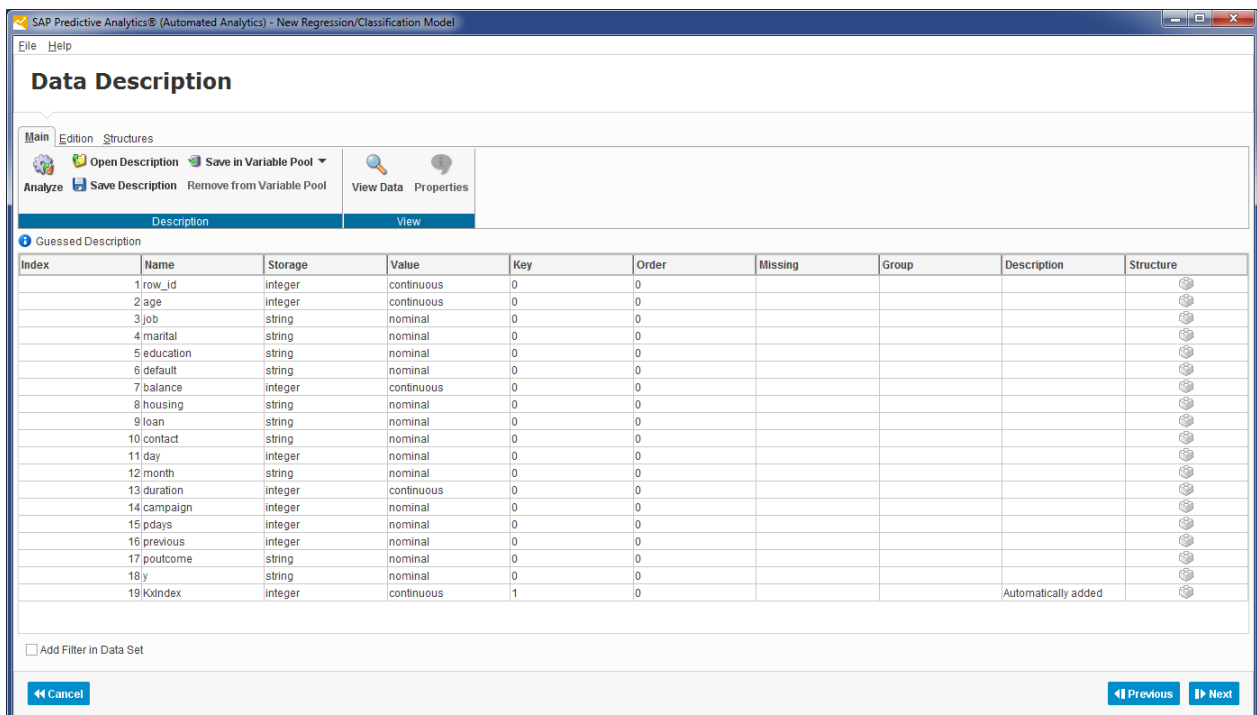 SAP Predictive Analytics® (Automated Analytics) - New Regression/Classification Model
File Help
Data Description
Main Edition Structures
Open Description Save in Variable Pool
Analyze Save Description Remove from Variable Pool View Data Properties
Description View
Guessed Description
Index Name Storage Value Key Order Missing Group Description Structure
1 row_id integer continuous 0 0
2 age integer continuous 0 0
3 job string nominal 0 0
4 marital string nominal 0 0
5 education string nominal 0 0
6 default string nominal 0 0
7 balance integer continuous 0 0
8 housing string nominal 0 0
9 loan string nominal 0 0
10 contact string nominal 0 0
11 day integer nominal 0 0
12 month string nominal 0 0
13 duration integer continuous 0 0
14 campaign integer nominal 0 0
15 pdays integer nominal 0 0
16 previous integer nominal 0 0
17 poutcome string nominal 0 0
18 y string nominal 0 0
19 KxIndex integer continuous 1 0 Automatically added
Add Filter in Data Set
Cancel Previous Next